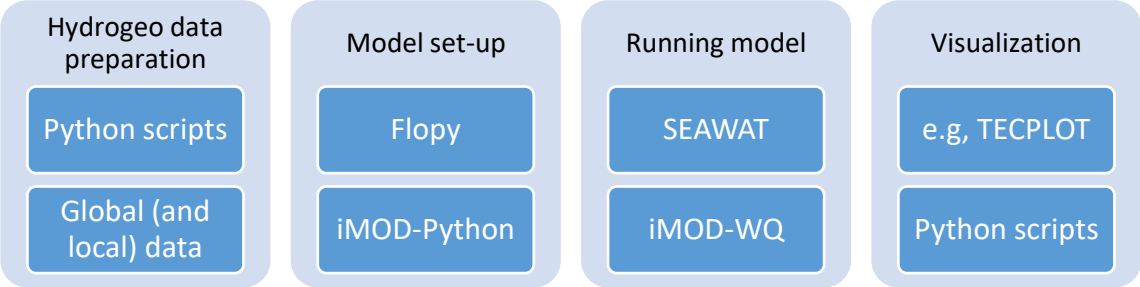 Hydrogeo data
preparation
Python scripts
Global (and
local) data
Model set-up
Flopy
iMOD-Python
Running model
SEAWAT
iMOD-WQ
Visualization
e.g, TECPLOT
Python scripts